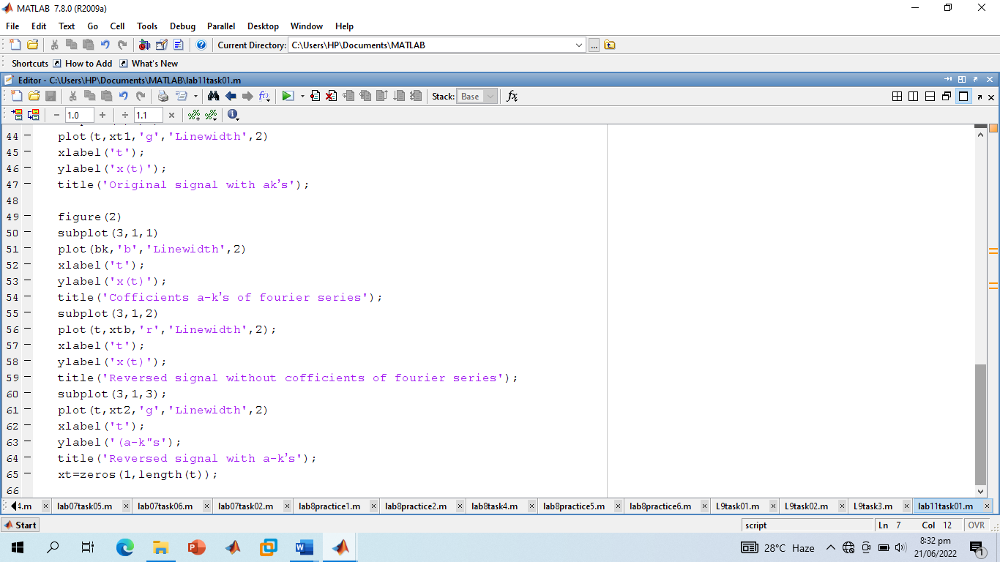 MATLAB 7.8.0 (R2009a)
File Edit Text Go Cell Tools Debug Parallel Desktop Window Help
Current Directory: C:\Users\HP\Documents\MATLAB ...
Shortcuts How to Add What's New
Editor - C:\Users\HP\Documents\MATLAB\lab11task01.m
Stack: Base fx
− 1.0 + ÷ 1.1 ×
44 − plot(t,xt1,'g','Linewidth',2)
45 − xlabel('t');
46 − ylabel('x(t)');
47 − title('Original signal with ak’s');
48
49 − figure(2)
50 − subplot(3,1,1)
51 − plot(bk,'b','Linewidth',2)
52 − xlabel('t');
53 − ylabel('x(t)');
54 − title('Cofficients a-k’s of fourier series');
55 − subplot(3,1,2)
56 − plot(t,xtb,'r','Linewidth',2);
57 − xlabel('t');
58 − ylabel('x(t)');
59 − title('Reversed signal without cofficients of fourier series');
60 − subplot(3,1,3);
61 − plot(t,xt2,'g','Linewidth',2)
62 − xlabel('t');
63 − ylabel('(a-k"s');
64 − title('Reversed signal with a-k’s');
65 − xt=zeros(1,length(t));
66
4.m lab07task05.m lab07task06.m lab07task02.m lab8practice1.m lab8practice2.m lab8task4.m lab8practice5.m lab8practice6.m L9task01.m L9task02.m L9task3.m lab11task01.m
Start script Ln 7 Col 12 OVR
28°C Haze 8:32 pm
21/06/2022 1